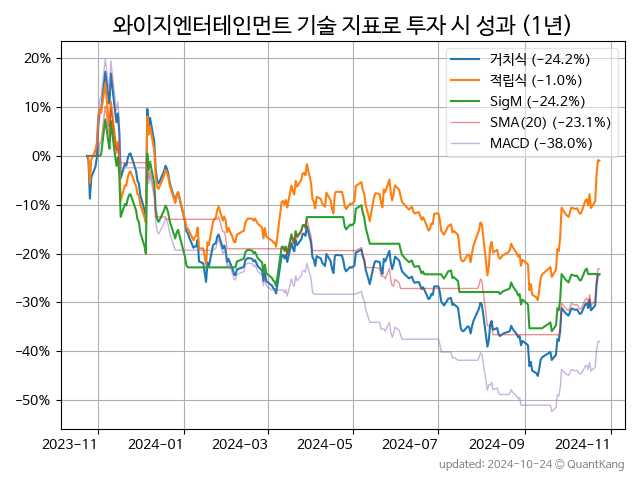 와이지엔터테인먼트 기술 지표로 투자 시 성과 (1년)
20%
10%
0%
−10%
−20%
−30%
−40%
−50%
거치식 (−24.2%)
적립식 (−1.0%)
SigM (−24.2%)
SMA(20) (−23.1%)
MACD (−38.0%)
2023−11
2024−01
2024−03
2024−05
2024−07
2024−09
2024−11
updated: 2024-10-24 © QuantKang